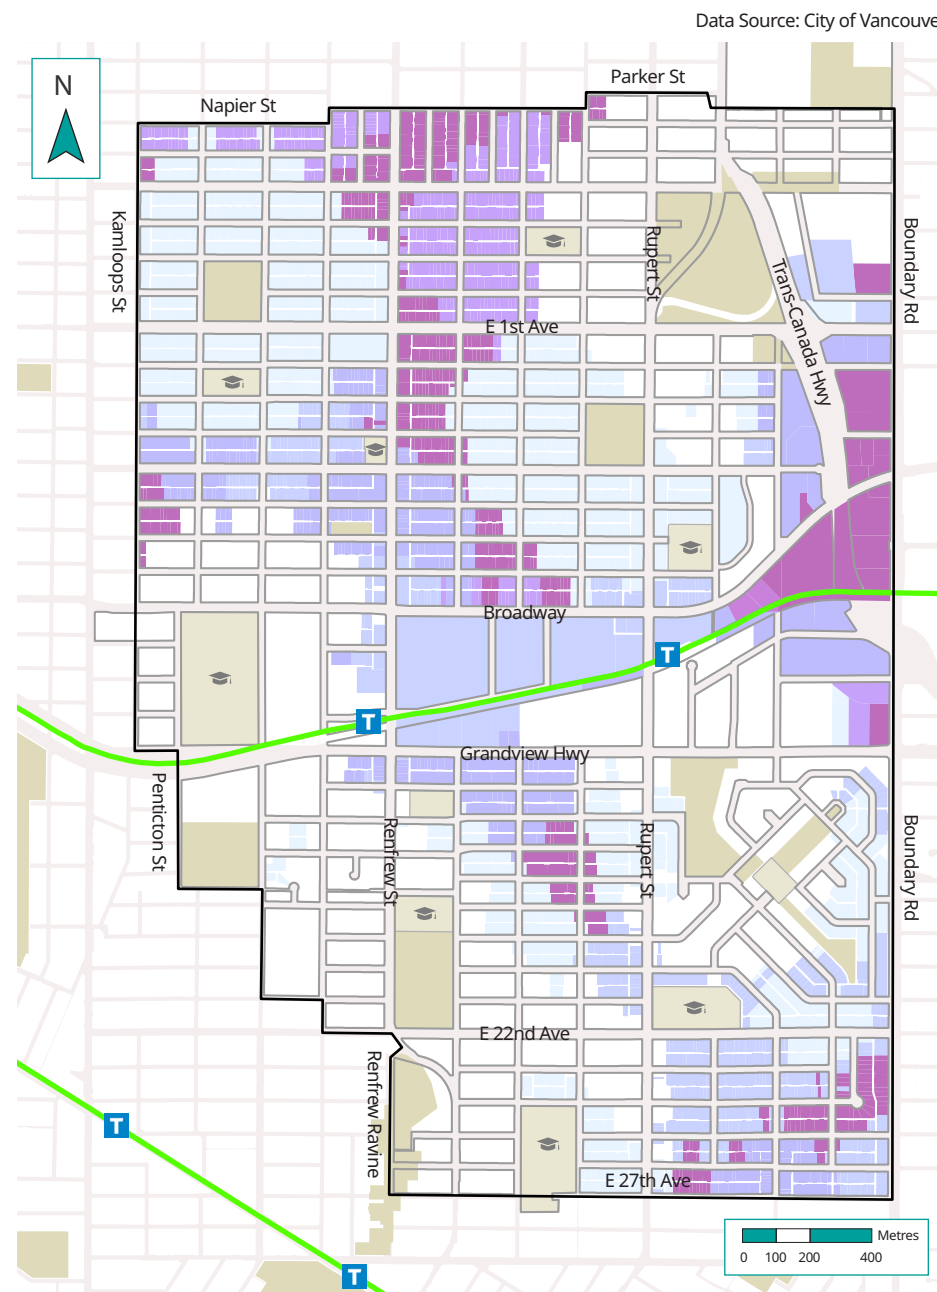 Data Source: City of Vancouve
N
Parker St
Napier St
Kamloops St
Rupert St
Boundary Rd
Trans-Canada Hwy
E 1st Ave
Broadway
T
T
Grandview Hwy
Penticton St
Renfrew St
Rupert St
Boundary Rd
E 22nd Ave
Renfrew Ravine
T
E 27th Ave
Metres
0 100 200 400
T